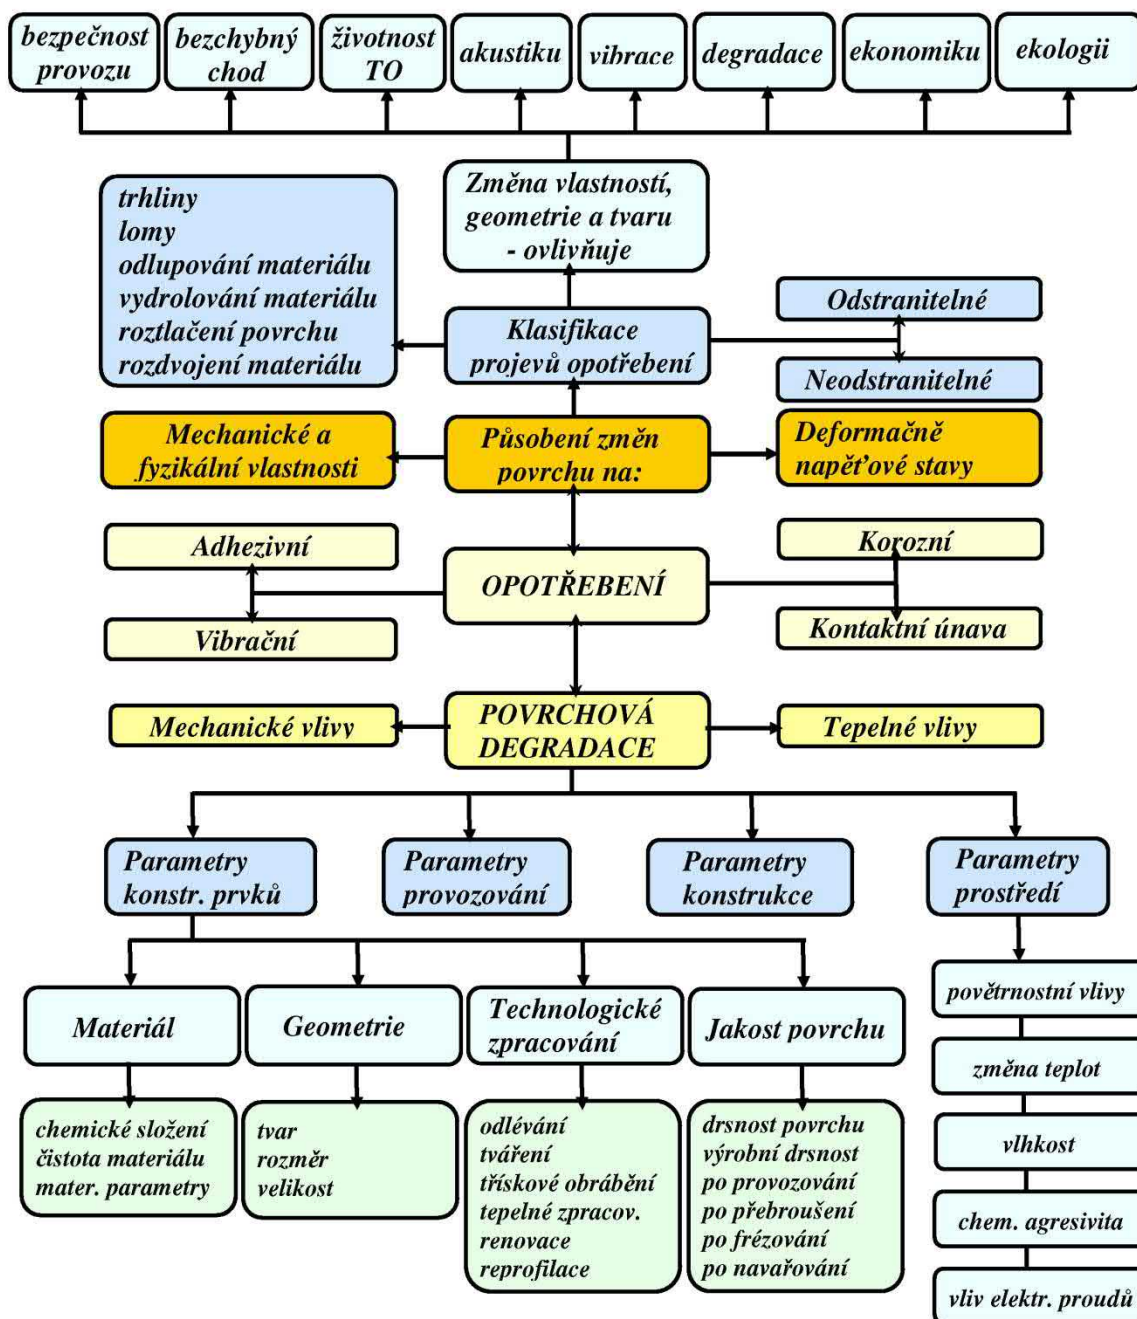 bezpečnost
provozu
bezchybný
chod
životnost
TO
akustiku
vibrace
degradace
ekonomiku
ekologii
Změna vlastností,
geometrie a tvaru
- ovlivňuje
trhliny
lomy
odlupování materiálu
vydrolování materiálu
roztlačení povrchu
rozdvojení materiálu
Klasifikace
projevů opotřebení
Odstranitelné
Neodstranitelné
Mechanické a
fyzikální vlastnosti
Působení změn
povrchu na:
Deformačně
napěťové stavy
Adhezivní
Vibrační
OPOTŘEBENÍ
Korozní
Kontaktní únava
Mechanické vlivy
POVRCHOVÁ
DEGRADACE
Tepelné vlivy
Parametry
konstr. prvků
Parametry
provozování
Parametry
konstrukce
Parametry
prostředí
Materiál
Geometrie
Technologické
zpracování
Jakost povrchu
chemické složení
čistota materiálu
mater. parametry
tvar
rozměr
velikost
odlévání
tváření
třískové obrábění
tepelné zpracov.
renovace
reprofilace
drsnost povrchu
výrobní drsnost
po provozování
po přebroušení
po frézování
po navařování
povětrnostní vlivy
změna teplot
vlhkost
chem. agresivita
vliv elektr. proudů